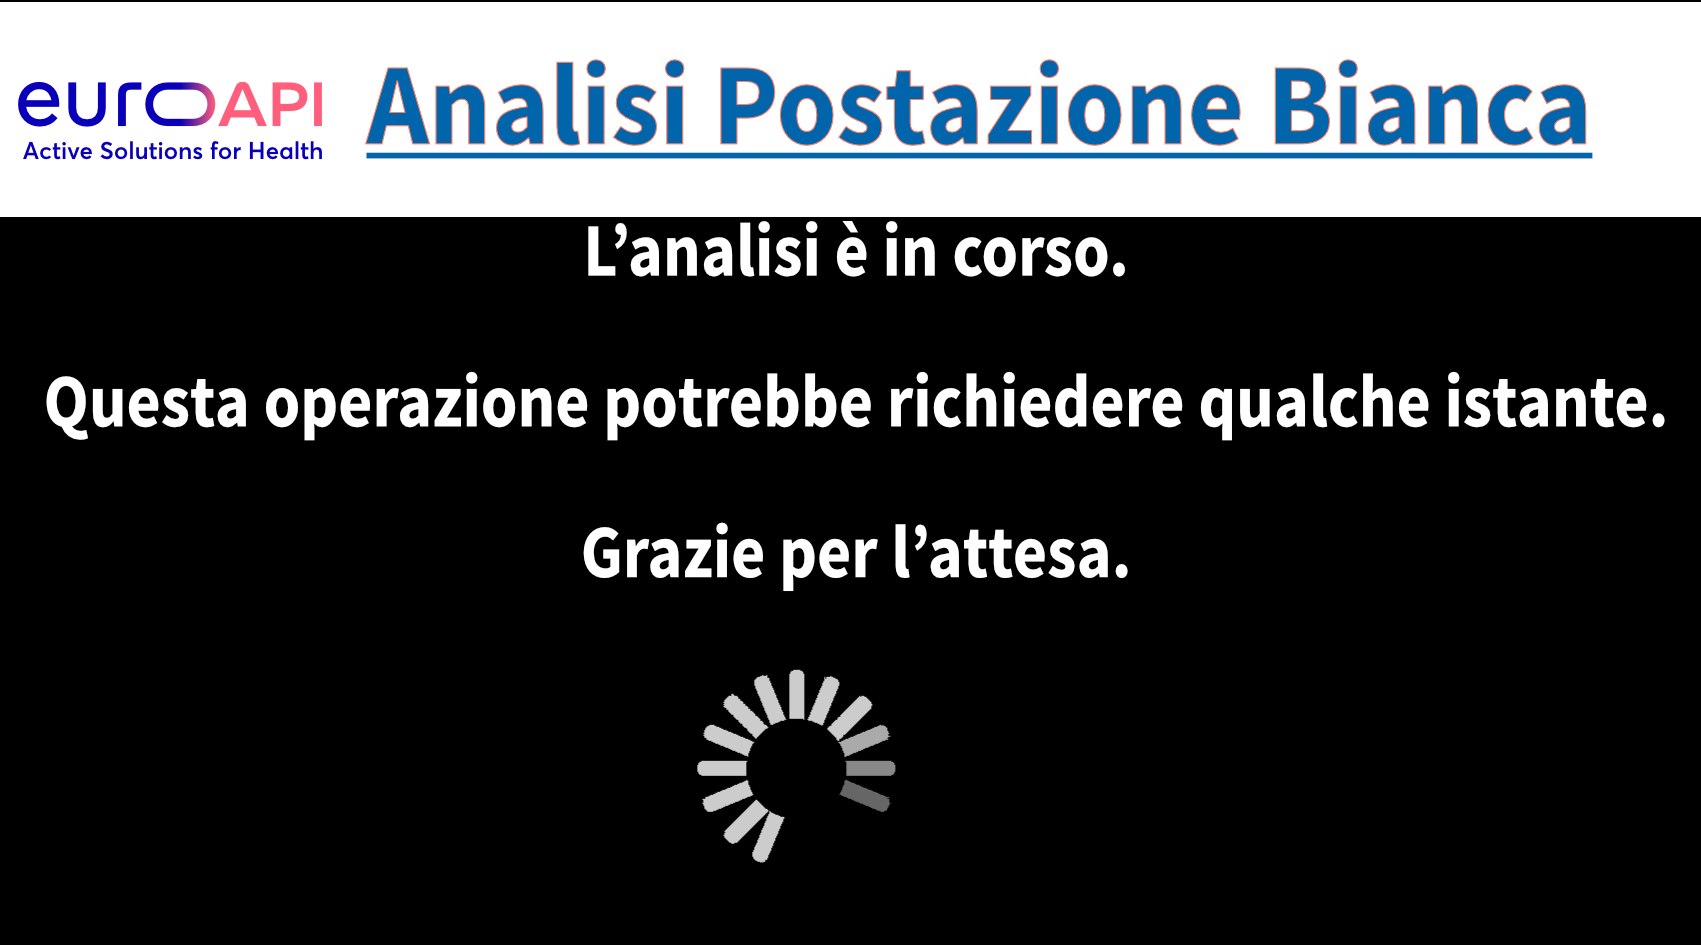 euroAPI
Active Solutions for Health
Analisi Postazione Bianca
L’analisi è in corso.
Questa operazione potrebbe richiedere qualche istante.
Grazie per l’attesa.